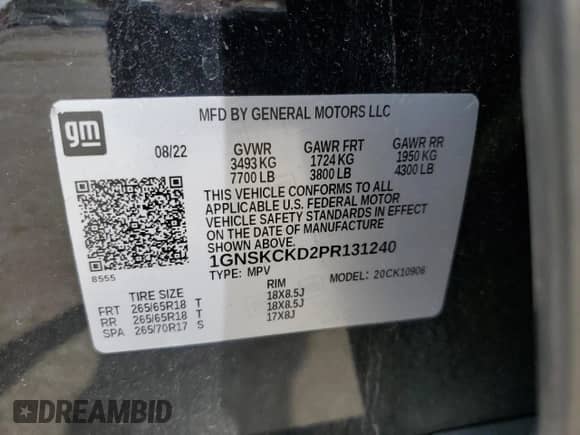 MFD BY GENERAL MOTORS LLC
gm
08/22 GVWR GAWR FRT GAWR RR
3493 KG 1724 KG 1950 KG
7700 LB 3800 LB 4300 LB
THIS VEHICLE CONFORMS TO ALL
APPLICABLE U.S. FEDERAL MOTOR
VEHICLE SAFETY STANDARDS IN EFFECT
ON THE DATE OF MANUFACTURE
SHOWN ABOVE.
1GNSKCKD2PR131240
8555
TYPE: MPV MODEL: 20CK10906
TIRE SIZE RIM
FRT 265/65R18 T 18X8.5J
RR 265/65R18 T 18X8.5J
SPA 265/70R17 S 17X8J
DREAMBID